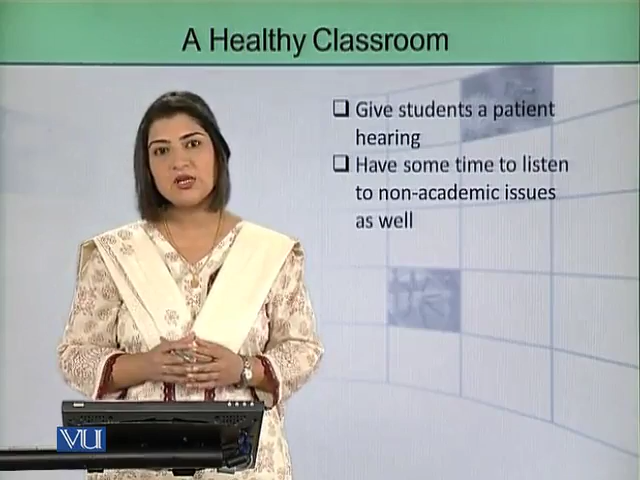 A Healthy Classroom
❑ Give students a patient
hearing
❑ Have some time to listen
to non-academic issues
as well
VU